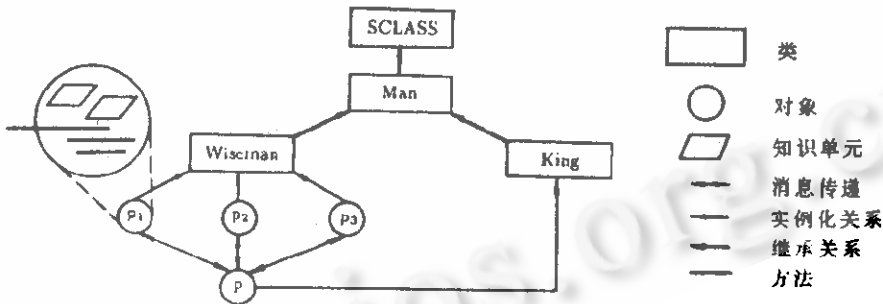 SCLASS
Man
Wiseman
King
P1
P2
P3
P
类
对象
知识单元
消息传递
实例化关系
继承关系
方法